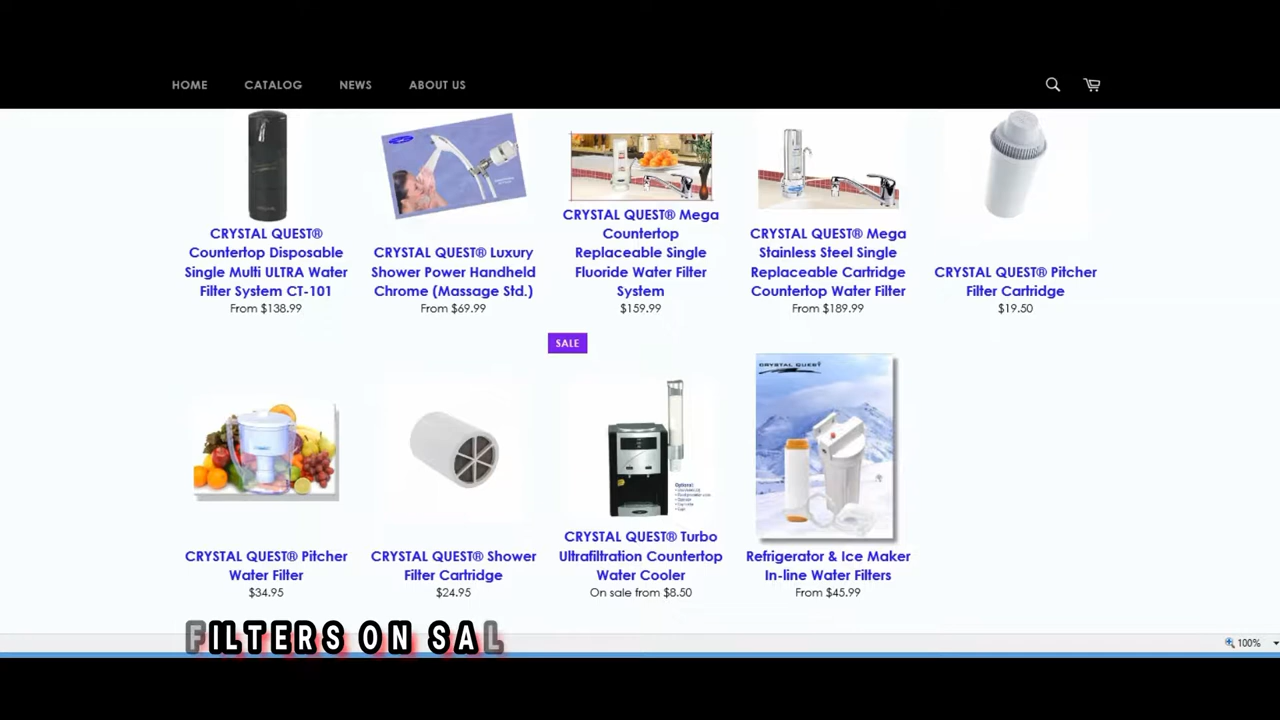 HOME CATALOG NEWS ABOUT US
CRYSTAL QUEST®
Countertop Disposable
Single Multi ULTRA Water
Filter System CT-101
From $138.99
CRYSTAL QUEST® Luxury
Shower Power Handheld
Chrome (Massage Std.)
From $69.99
CRYSTAL QUEST® Mega
Countertop
Replaceable Single
Fluoride Water Filter
System
$159.99
CRYSTAL QUEST® Mega
Stainless Steel Single
Replaceable Cartridge
Countertop Water Filter
From $189.99
CRYSTAL QUEST® Pitcher
Filter Cartridge
$19.50
CRYSTAL QUEST® Pitcher
Water Filter
$34.95
CRYSTAL QUEST® Shower
Filter Cartridge
$24.95
SALE
Optional:
CRYSTAL QUEST® Turbo
Ultrafiltration Countertop
Water Cooler
On sale from $8.50
CRYSTAL QUEST
Refrigerator & Ice Maker
In-line Water Filters
From $45.99
FILTERS ON SAL
100%